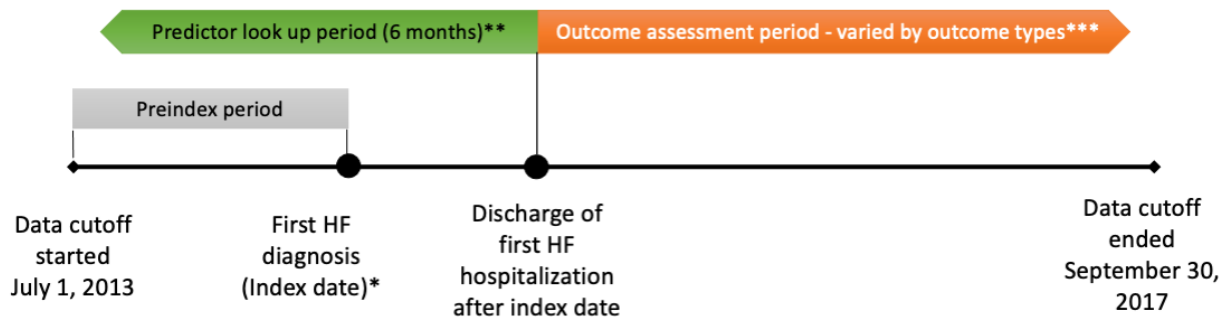 Predictor look up period (6 months)**
Outcome assessment period - varied by outcome types***
Preindex period
Data cutoff
started
July 1, 2013
First HF
diagnosis
(Index date)*
Discharge of
first HF
hospitalization
after index date
Data cutoff
ended
September 30,
2017